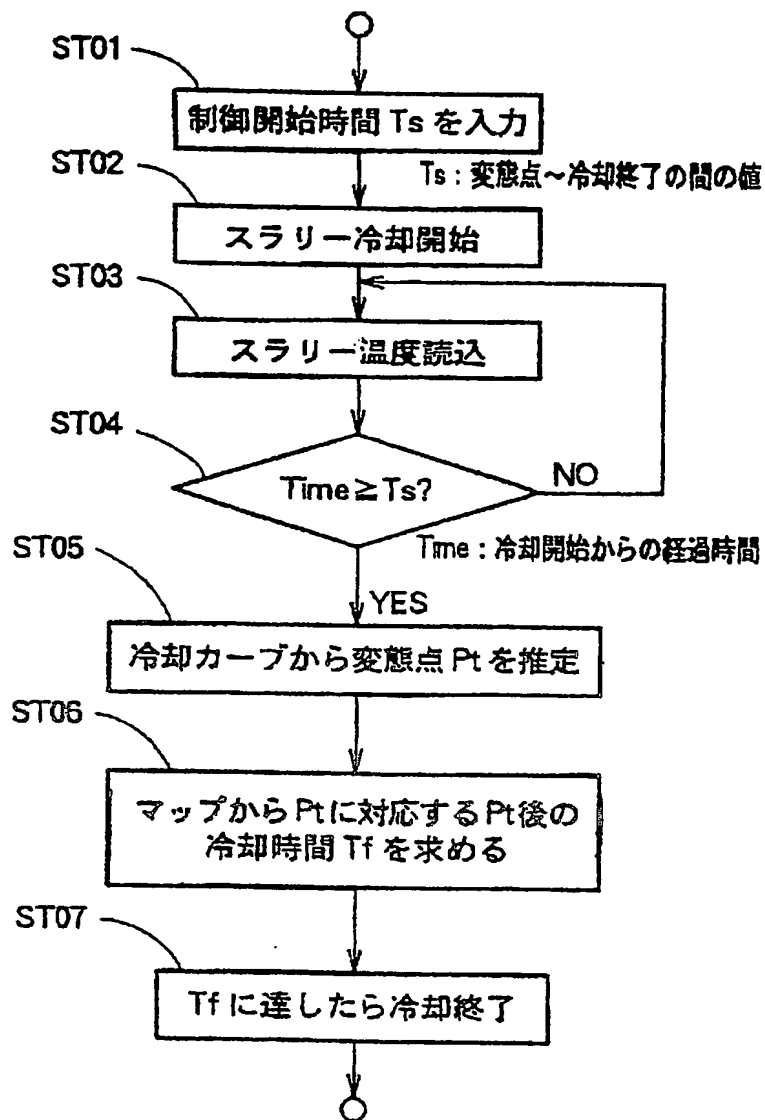 ST01
制御開始時間 Ts を入力
ST02
Ts：変態点～冷却終了の間の値
スラリー冷却開始
ST03
スラリー温度読込
ST04
Time≧Ts?
NO
Time：冷却開始からの経過時間
ST05
YES
冷却カーブから変態点 Pt を推定
ST06
マップから Pt に対応する Pt 後の
冷却時間 Tf を求める
ST07
Tf に達したら冷却終了